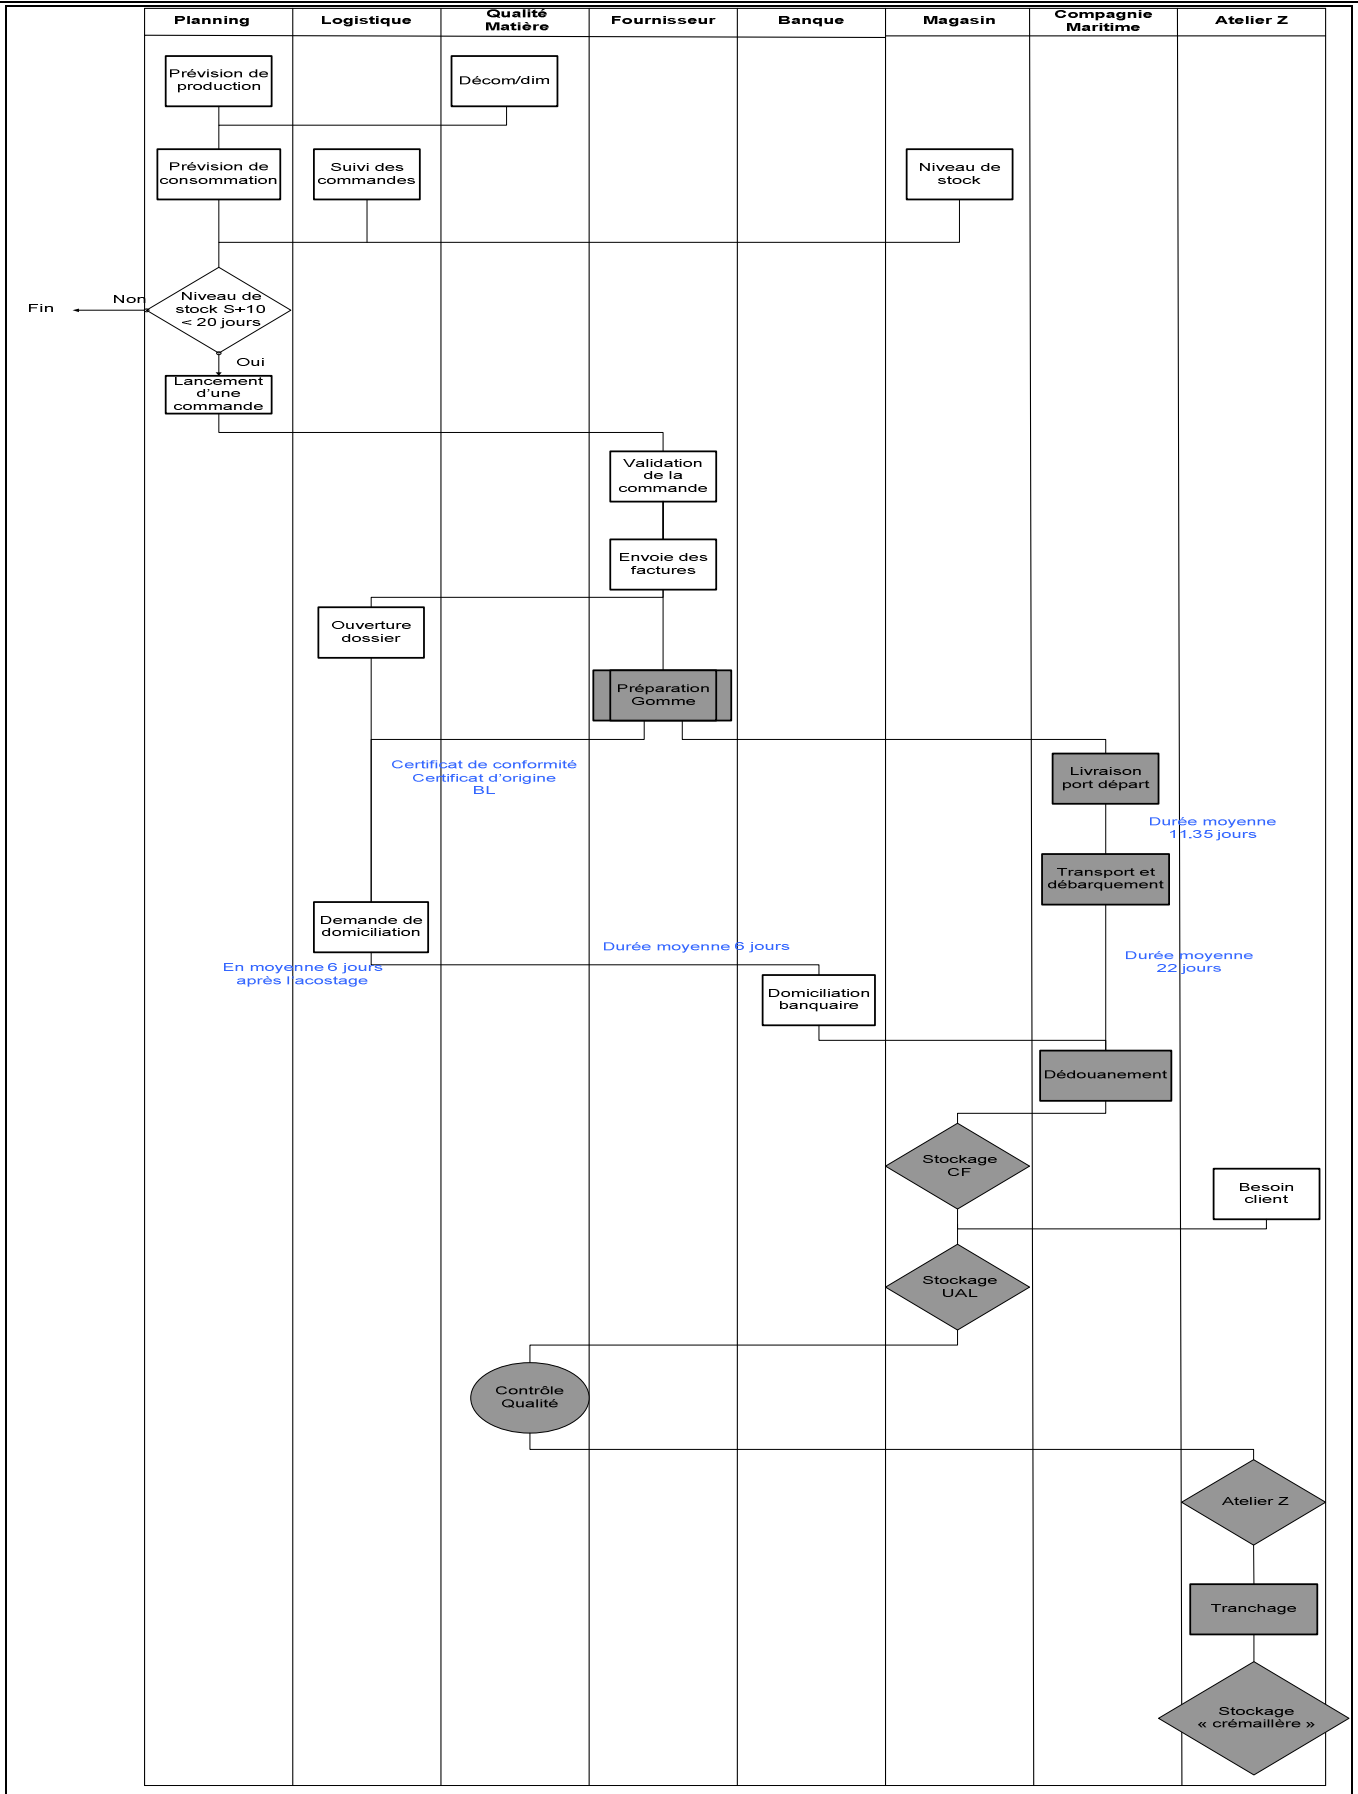 Planning
Logistique
Qualité
Matière
Fournisseur
Banque
Magasin
Compagnie
Maritime
Atelier Z
Prévision de
production
Décom/dim
Prévision de
consommation
Suivi des
commandes
Niveau de
stock
Fin
Non
Niveau de
stock S+10
< 20 jours
Oui
Lancement
d'une
commande
Validation
de la
commande
Envoie des
factures
Ouverture
dossier
Préparation
Gomme
Certificat de conformité
Certificat d'origine
BL
Livraison
port départ
Durée moyenne
11.35 jours
Transport et
débarquement
Demande de
domiciliation
Durée moyenne 6 jours
En moyenne 6 jours
après l acostage
Durée moyenne
22 jours
Domiciliation
banquaire
Dédouanement
Stockage
CF
Besoin
client
Stockage
UAL
Contrôle
Qualité
Atelier Z
Tranchage
Stockage
« crémaillère »